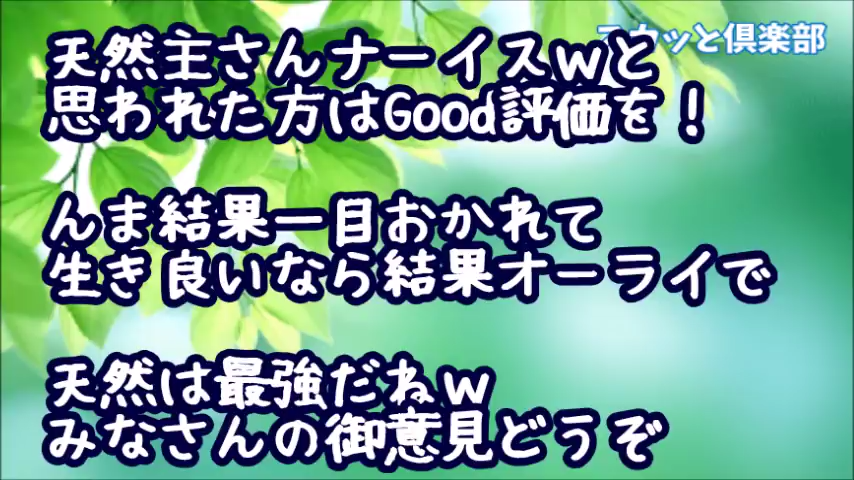 天然主さんナーイスｗと
思われた方はGood評価を！
んま結果一目おかれて
生き良いなら結果オーライで
天然は最強だねｗ
みなさんの御意見どうぞ
カッと倶楽部